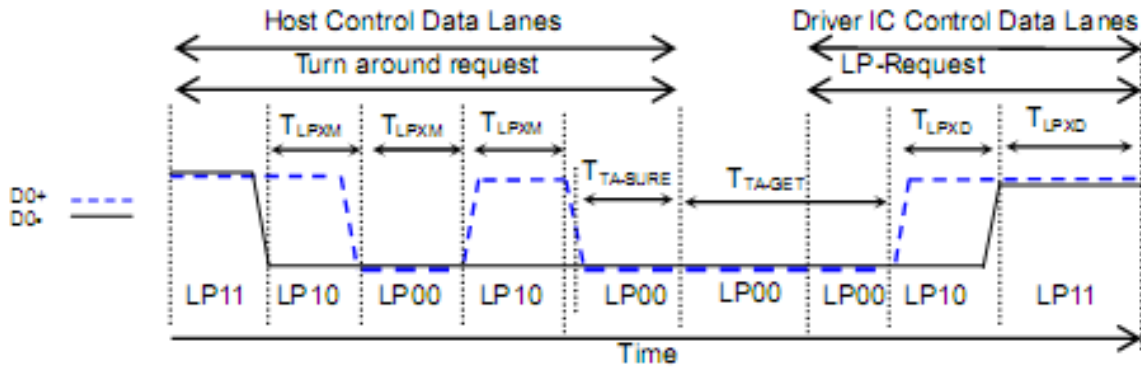 Host Control Data Lanes Driver IC Control Data Lanes
Turn around request LP-Request
TLPXM TLPXM TLPXM TLPXD TLPXD
TTA-SURE TTA-GET
D0+
D0-
LP11 LP10 LP00 LP10 LP00 LP00 LP00 LP10 LP11
Time